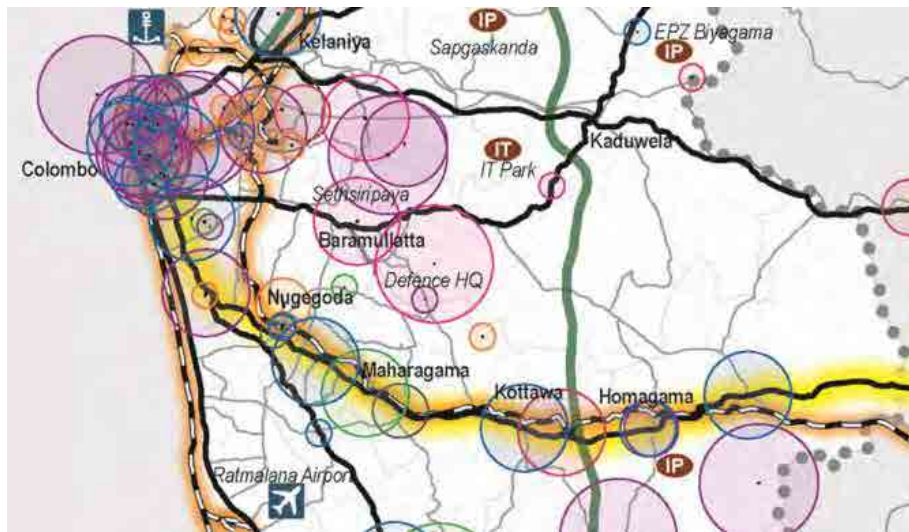 IP
Kelaniya
Sapgaskanda
EPZ Biyagama
IP
Kaduwela
IT
IT Park
Colombo
Sethsiripaya
Baramullatta
Defence HQ
Nugegoda
Maharagama
Kottawa
Homagama
IP
Ratmalana Airport